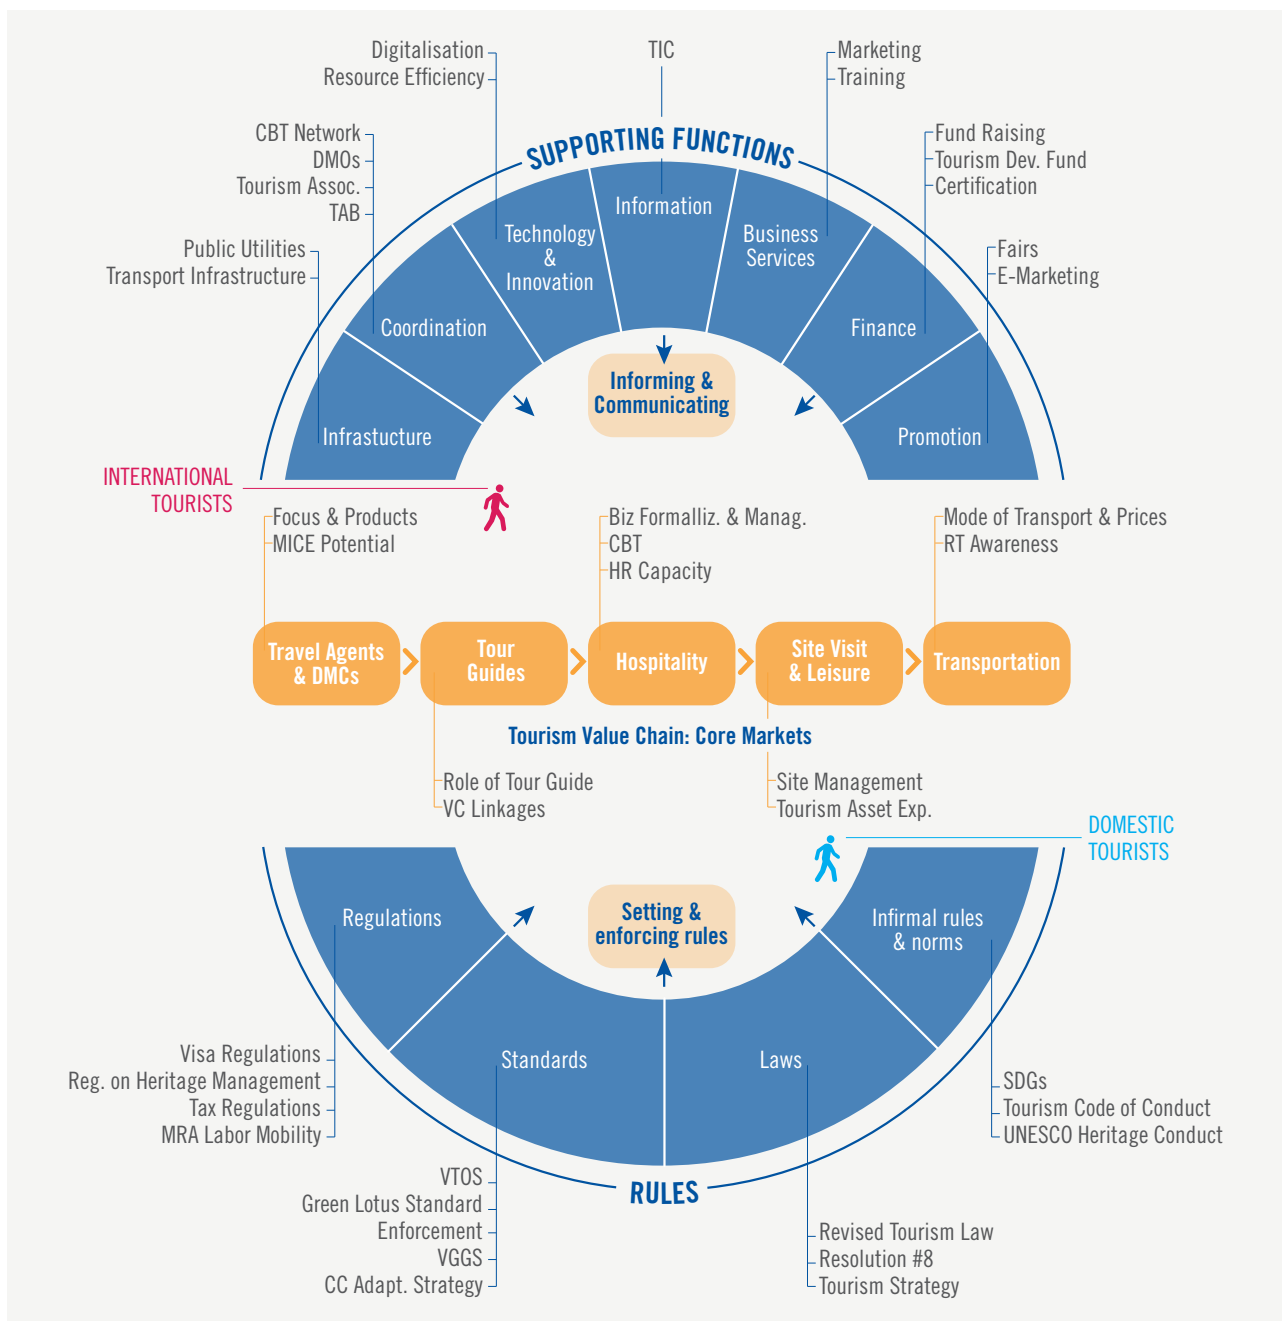 Digitalisation
Resource Efficiency
TIC
Marketing
Training
CBT Network
DMOs
Tourism Assoc.
TAB
Fund Raising
Tourism Dev. Fund
Certification
Public Utilities
Transport Infrastructure
Fairs
E-Marketing
SUPPORTING FUNCTIONS
Infrastucture
Coordination
Technology
&
Innovation
Information
Business
Services
Finance
Promotion
Informing &
Communicating
INTERNATIONAL
TOURISTS
Focus & Products
MICE Potential
Biz Formalliz. & Manag.
CBT
HR Capacity
Mode of Transport & Prices
RT Awareness
Travel Agents
& DMCs
Tour
Guides
Hospitality
Site Visit
& Leisure
Transportation
Tourism Value Chain: Core Markets
Role of Tour Guide
VC Linkages
Site Management
Tourism Asset Exp.
DOMESTIC
TOURISTS
Setting &
enforcing rules
Regulations
Standards
Laws
Infirmal rules
& norms
Visa Regulations
Reg. on Heritage Management
Tax Regulations
MRA Labor Mobility
SDGs
Tourism Code of Conduct
UNESCO Heritage Conduct
RULES
VTOS
Green Lotus Standard
Enforcement
VGGS
CC Adapt. Strategy
Revised Tourism Law
Resolution #8
Tourism Strategy